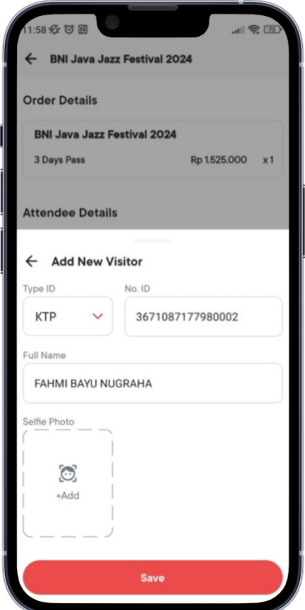 11:58
← BNI Java Jazz Festival 2024
Order Details
BNI Java Jazz Festival 2024
3 Days Pass Rp 1.525.000 x 1
Attendee Details
← Add New Visitor
Type ID No. ID
KTP 3671087177980002
Full Name
FAHMI BAYU NUGRAHA
Selfie Photo
+Add
Save